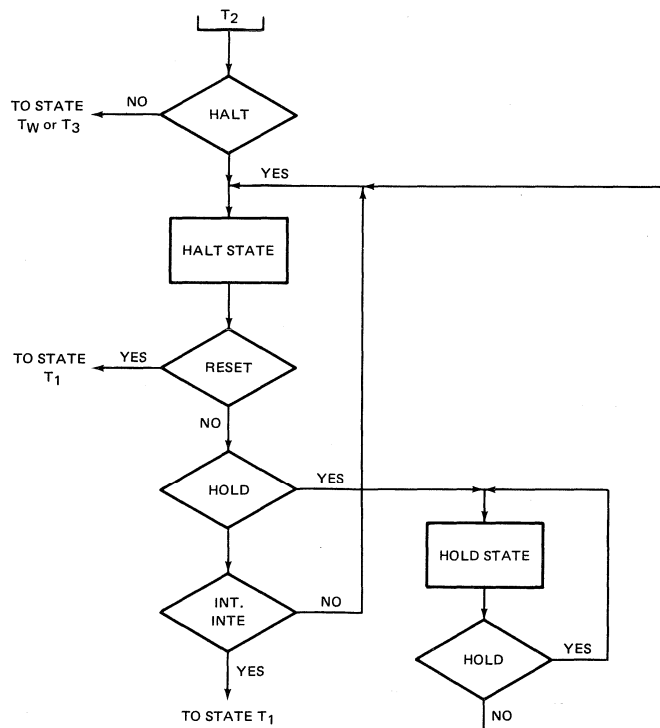 T2
HALT
NO
TO STATE
TW or T3
YES
HALT STATE
RESET
YES
TO STATE
T1
NO
HOLD
YES
HOLD STATE
INT.
INTE
NO
HOLD
YES
YES
NO
TO STATE T1